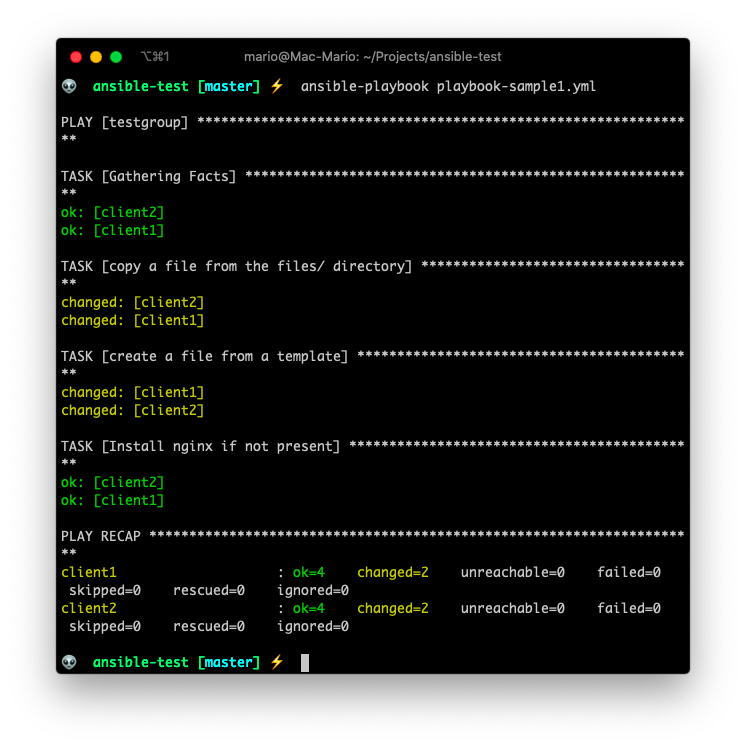 ⌥⌘1 mario@Mac-Mario: ~/Projects/ansible-test
👽 ansible-test [master] ⚡ ansible-playbook playbook-sample1.yml
PLAY [testgroup] *************************************************************
**
TASK [Gathering Facts] *******************************************************
**
ok: [client2]
ok: [client1]
TASK [copy a file from the files/ directory] *********************************
**
changed: [client2]
changed: [client1]
TASK [create a file from a template] *****************************************
**
changed: [client1]
changed: [client2]
TASK [Install nginx if not present] ******************************************
**
ok: [client2]
ok: [client1]
PLAY RECAP *******************************************************************
**
client1                    : ok=4    changed=2    unreachable=0    failed=0
 skipped=0    rescued=0    ignored=0
client2                    : ok=4    changed=2    unreachable=0    failed=0
 skipped=0    rescued=0    ignored=0
👽 ansible-test [master] ⚡